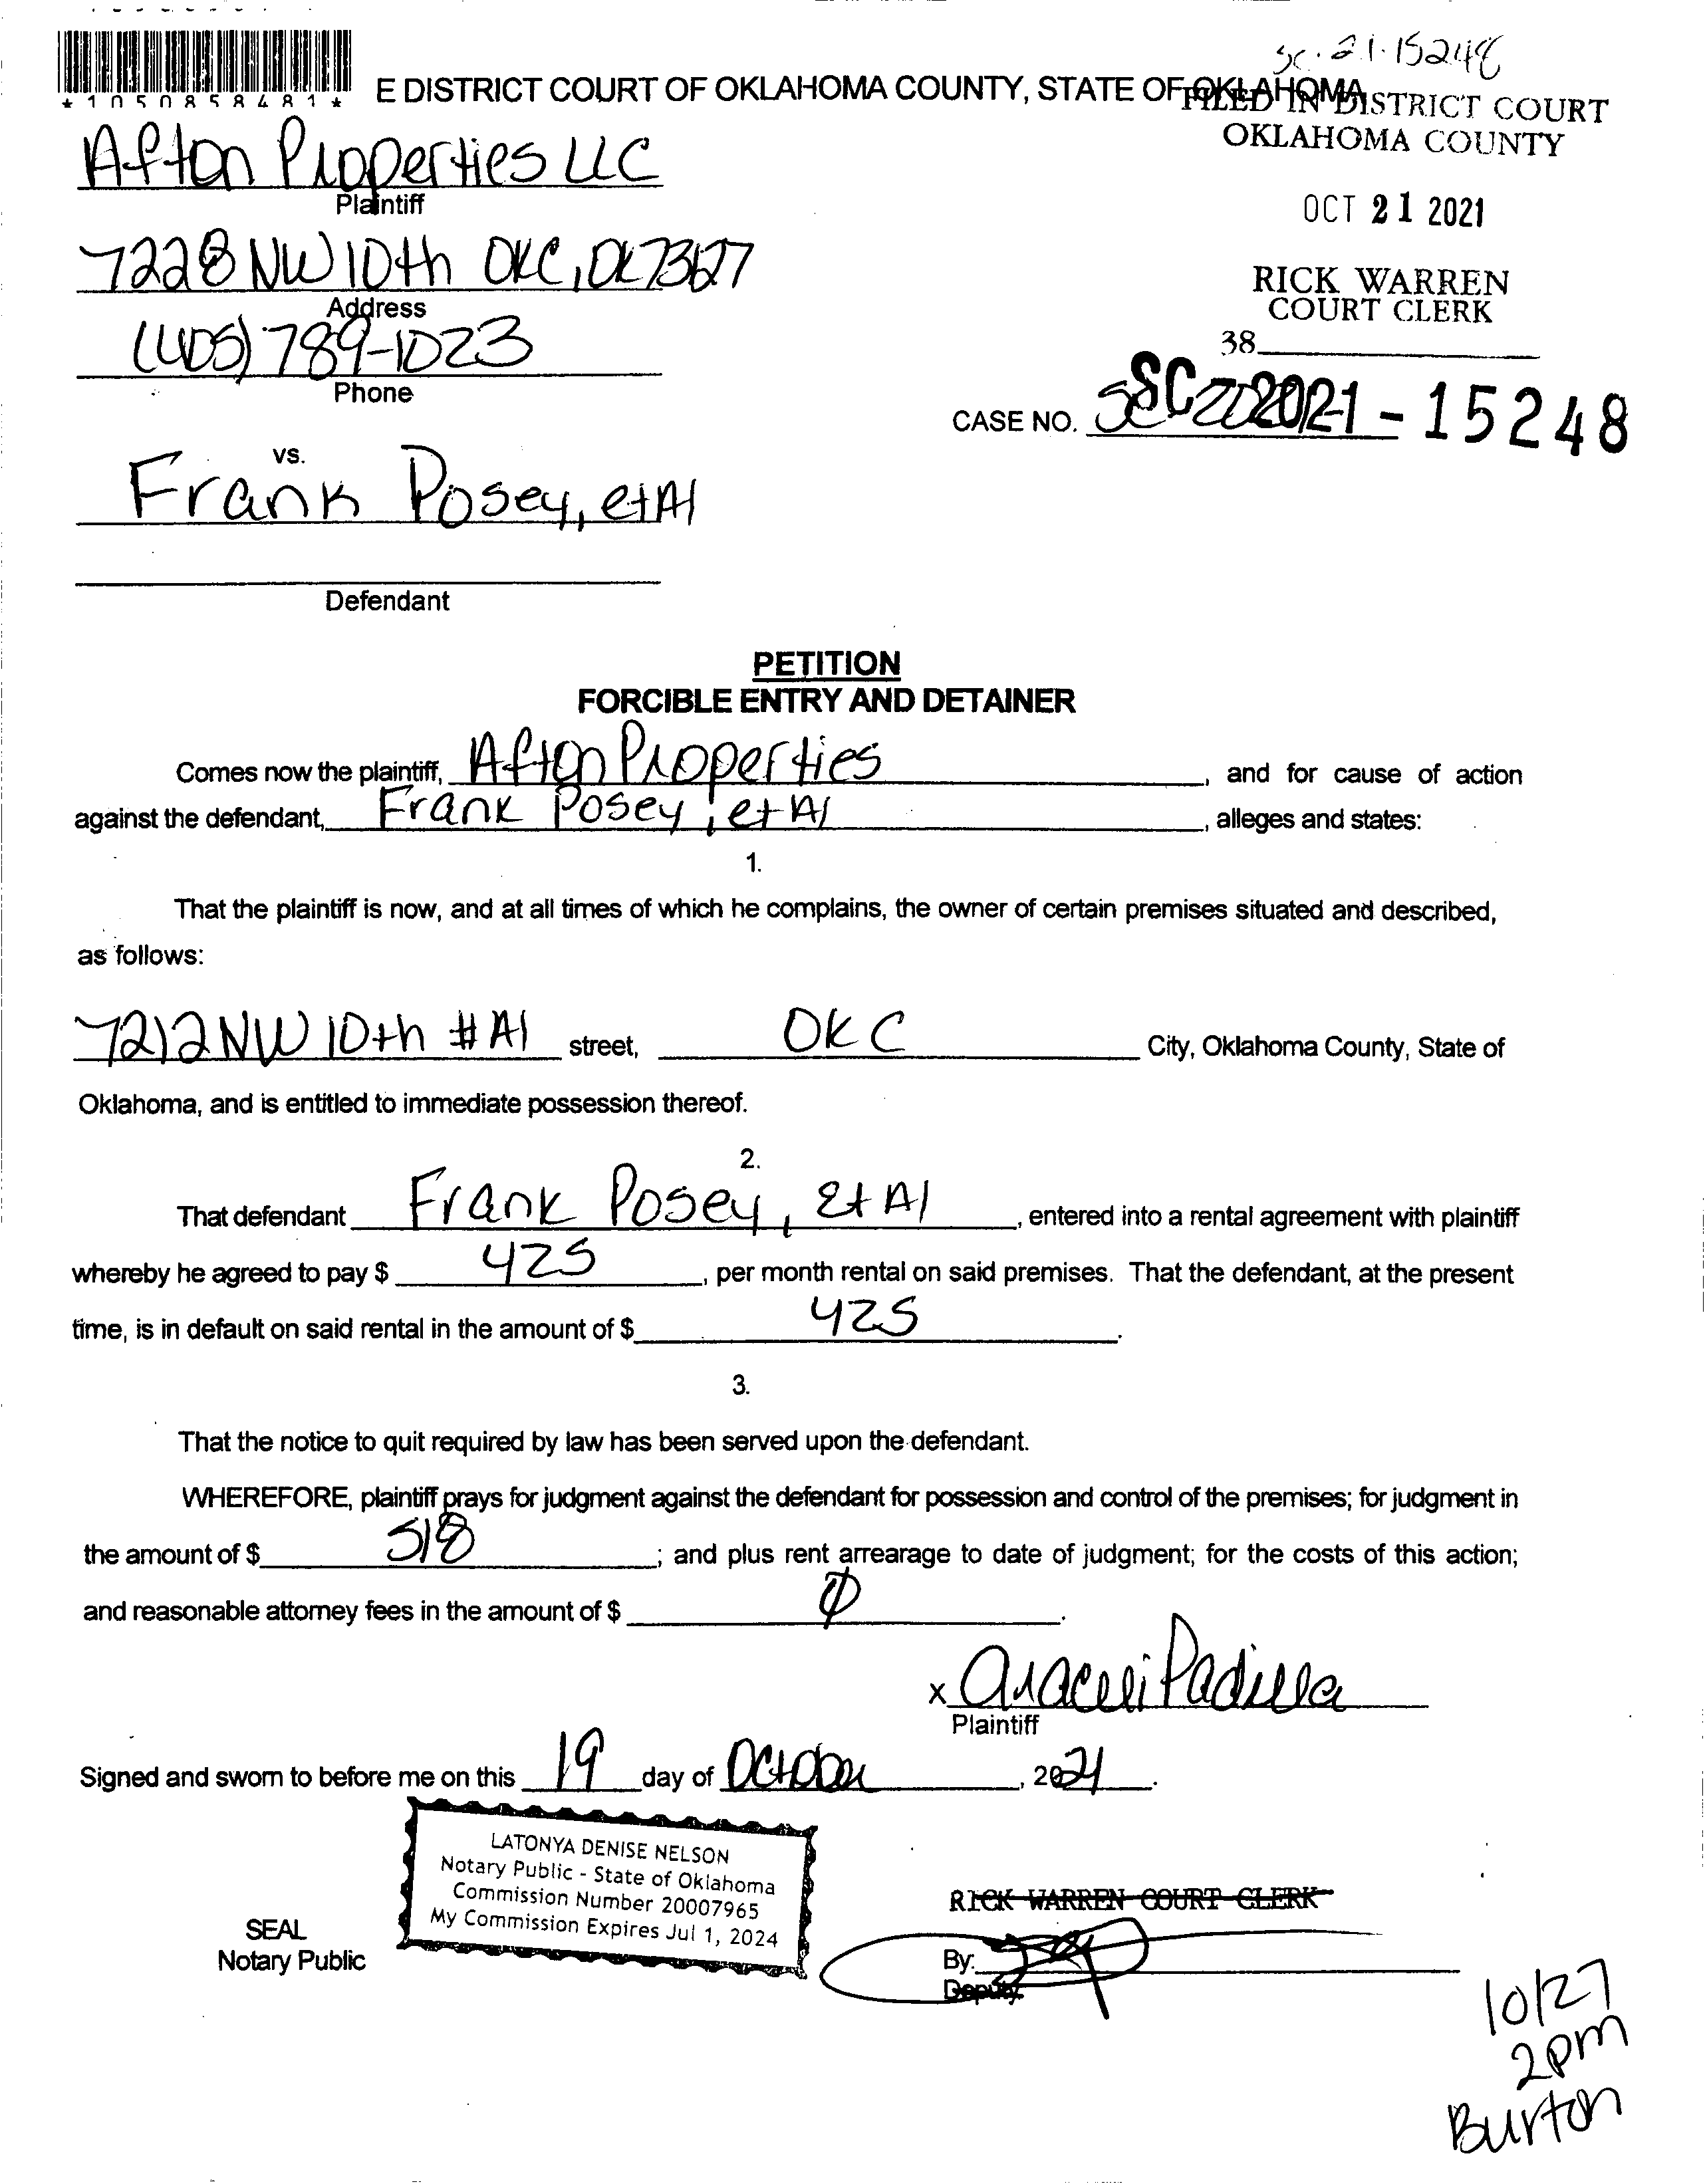 SC-21-15248
*1050858481*
E DISTRICT COURT OF OKLAHOMA COUNTY, STATE OF OKLAHOMA
FILED IN DISTRICT COURT
OKLAHOMA COUNTY
Afton Properties LLC
Plaintiff
OCT 21 2021
7228 NW 10th OKC, OK 73127
Address
RICK WARREN
COURT CLERK
(405) 789-1023
Phone
38
CASE NO. SC2021-15248
vs.
Frank Posey, et Al
Defendant
PETITION
FORCIBLE ENTRY AND DETAINER
Comes now the plaintiff, Afton Properties, and for cause of action
against the defendant, Frank Posey, et Al, alleges and states:
1.
That the plaintiff is now, and at all times of which he complains, the owner of certain premises situated and described,
as follows:
7212 NW 10th #A1 street, OKC City, Oklahoma County, State of
Oklahoma, and is entitled to immediate possession thereof.
2.
That defendant Frank Posey, Et Al, entered into a rental agreement with plaintiff
whereby he agreed to pay $ 425, per month rental on said premises. That the defendant, at the present
time, is in default on said rental in the amount of $ 425.
3.
That the notice to quit required by law has been served upon the defendant.
WHEREFORE, plaintiff prays for judgment against the defendant for possession and control of the premises; for judgment in
the amount of $ 518; and plus rent arrearage to date of judgment; for the costs of this action;
and reasonable attorney fees in the amount of $ 0.
x Araceli Padilla
Plaintiff
Signed and sworn to before me on this 19 day of October, 2021.
LATONYA DENISE NELSON
Notary Public - State of Oklahoma
Commission Number 20007965
My Commission Expires Jul 1, 2024
RICK WARREN COURT CLERK
SEAL
Notary Public
By:
Deputy
10/27
2pm
Burton